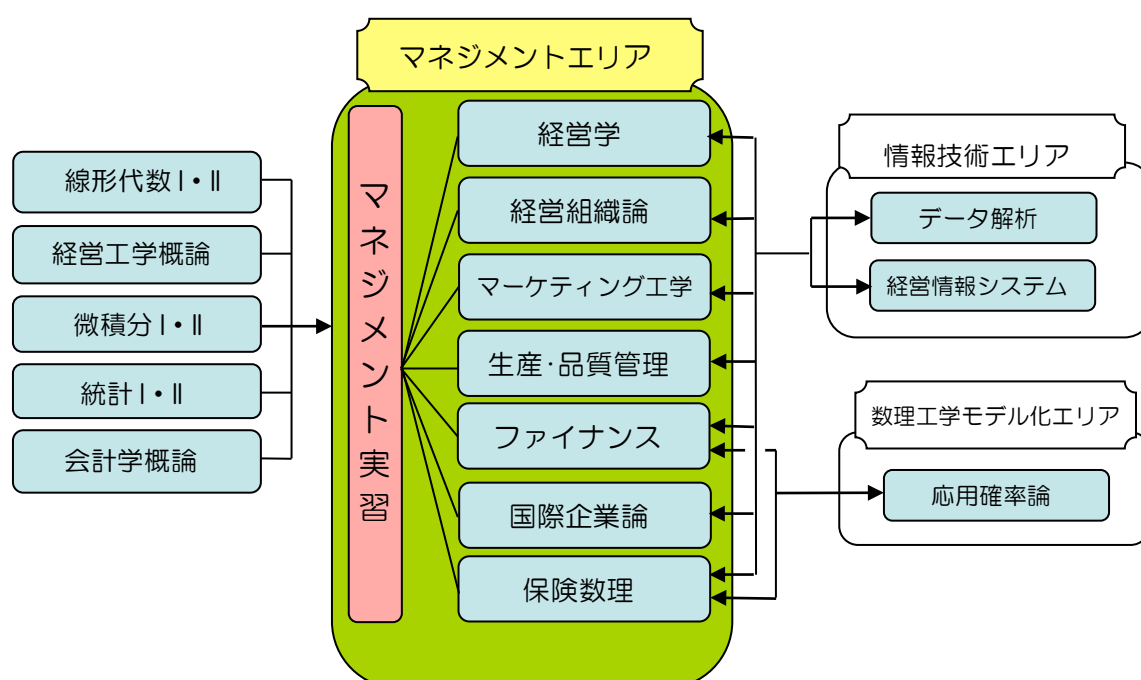 マネジメントエリア
線形代数Ⅰ・Ⅱ
経営工学概論
微積分Ⅰ・Ⅱ
統計Ⅰ・Ⅱ
会計学概論
マネジメント実習
経営学
経営組織論
マーケティング工学
生産・品質管理
ファイナンス
国際企業論
保険数理
情報技術エリア
データ解析
経営情報システム
数理工学モデル化エリア
応用確率論